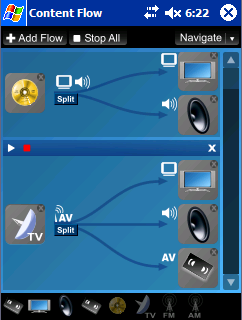 Content Flow 6:22
Add Flow Stop All Navigate
Split
x
AV
Split
TV
AV
TV FM AM